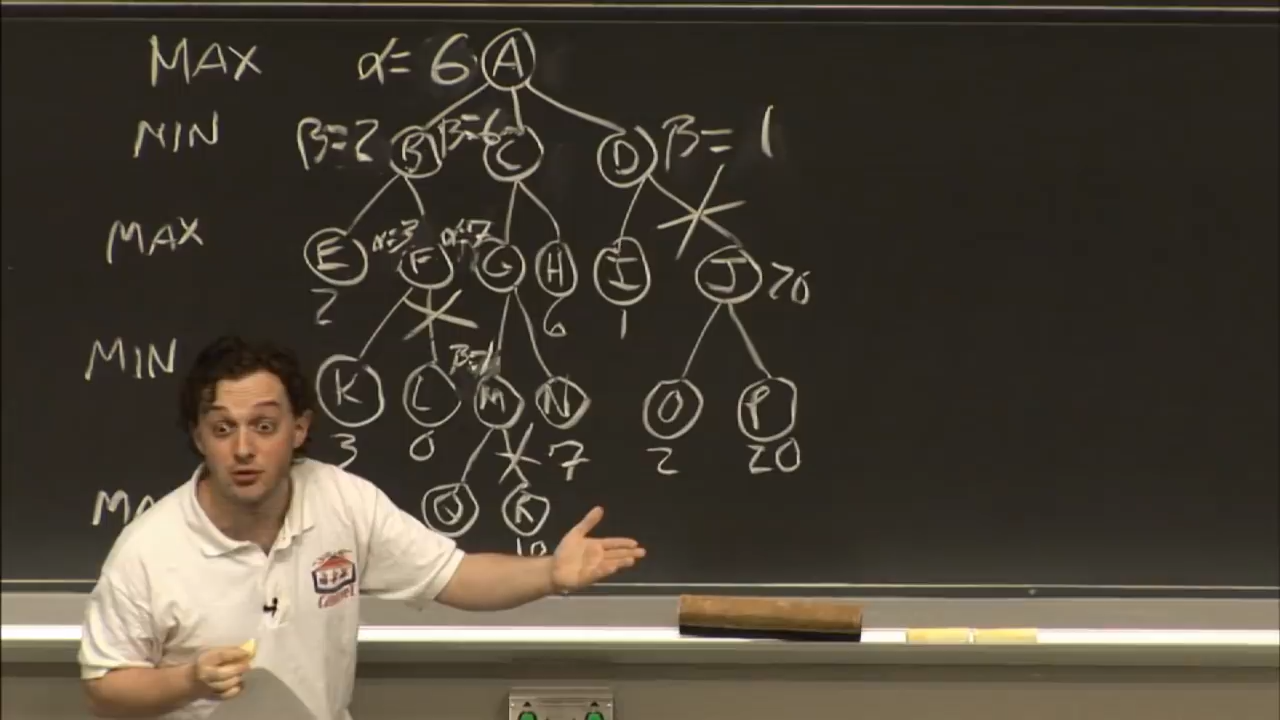 MAX α=6 A
MIN β=2 B β=6 C D β=1
MAX E α=3 F α=7 G H I J 20
2 6 1
MIN K L β=1 M N O P
3 0 7 2 20
Q R
10